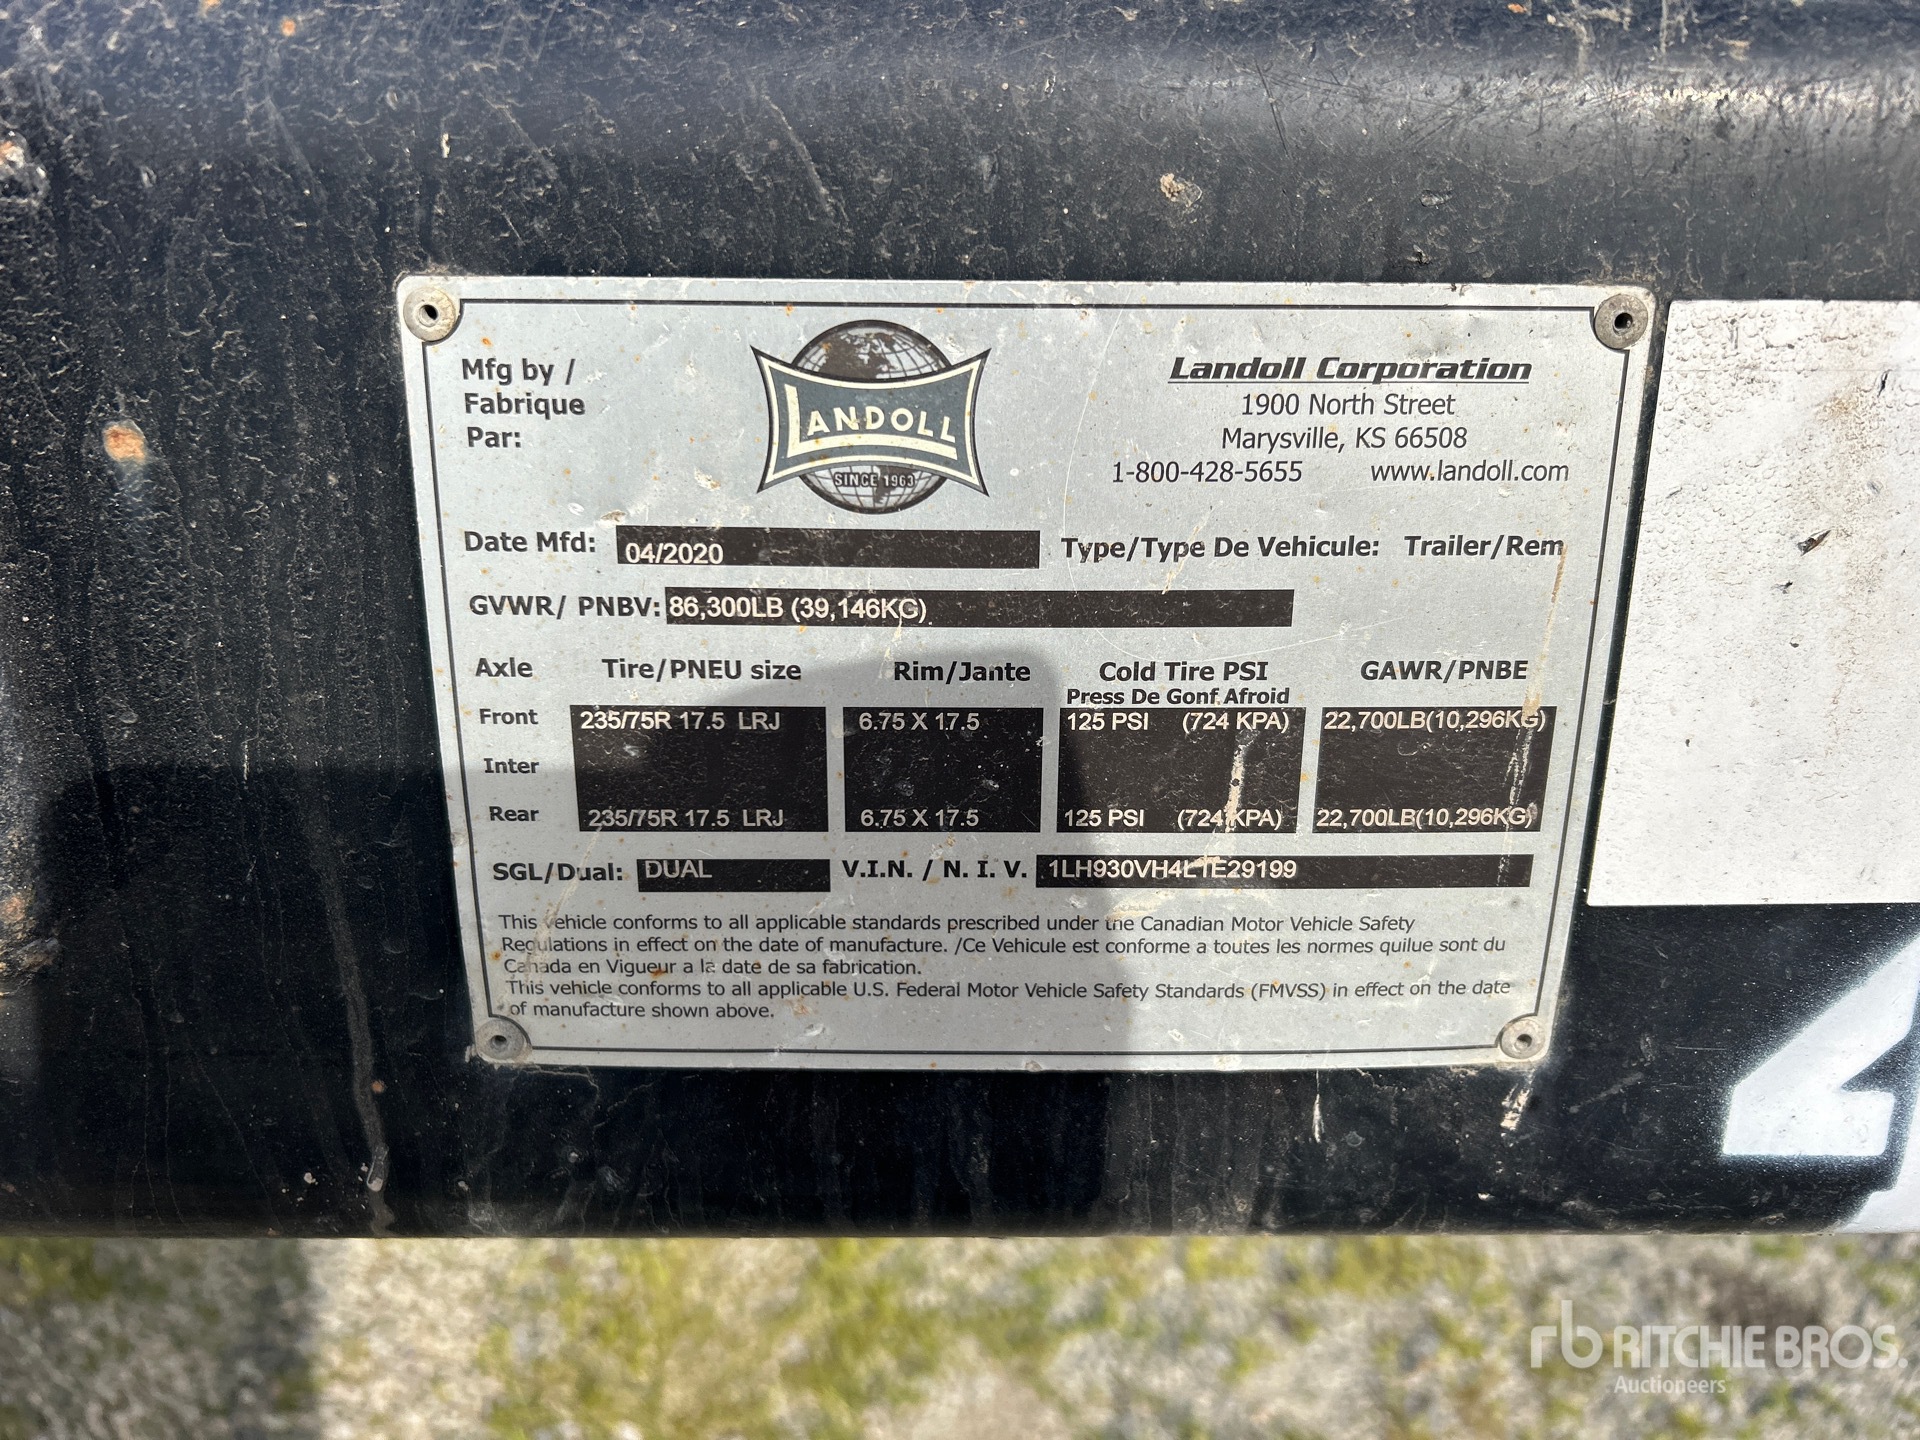 Mfg by /
Fabrique
Par:
LANDOLL
SINCE 1963
Landoll Corporation
1900 North Street
Marysville, KS 66508
1-800-428-5655 www.landoll.com
Date Mfd: 04/2020 Type/Type De Vehicule: Trailer/Rem
GVWR/ PNBV: 86,300LB (39,146KG)
Axle Tire/PNEU size Rim/Jante Cold Tire PSI GAWR/PNBE
Press De Gonf Afroid
Front 235/75R 17.5 LRJ 6.75 X 17.5 125 PSI (724 KPA) 22,700LB(10,296KG)
Inter
Rear 235/75R 17.5 LRJ 6.75 X 17.5 125 PSI (724 KPA) 22,700LB(10,296KG)
SGL/Dual: DUAL V.I.N. / N. I. V. 1LH930VH4L1E29199
This vehicle conforms to all applicable standards prescribed under the Canadian Motor Vehicle Safety
Regulations in effect on the date of manufacture. /Ce Vehicule est conforme a toutes les normes quilue sont du
Canada en Vigueur a la date de sa fabrication.
This vehicle conforms to all applicable U.S. Federal Motor Vehicle Safety Standards (FMVSS) in effect on the date
of manufacture shown above.
4
rb RITCHIE BROS.
Auctioneers